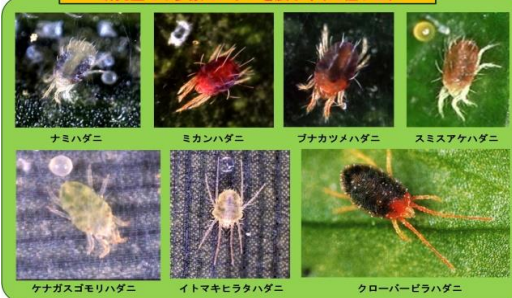 ナミハダニ
ミカンハダニ
ブナカツメハダニ
スミスアケハダニ
ケナガスゴモリハダニ
イトマキヒラタハダニ
クローバービラハダニ